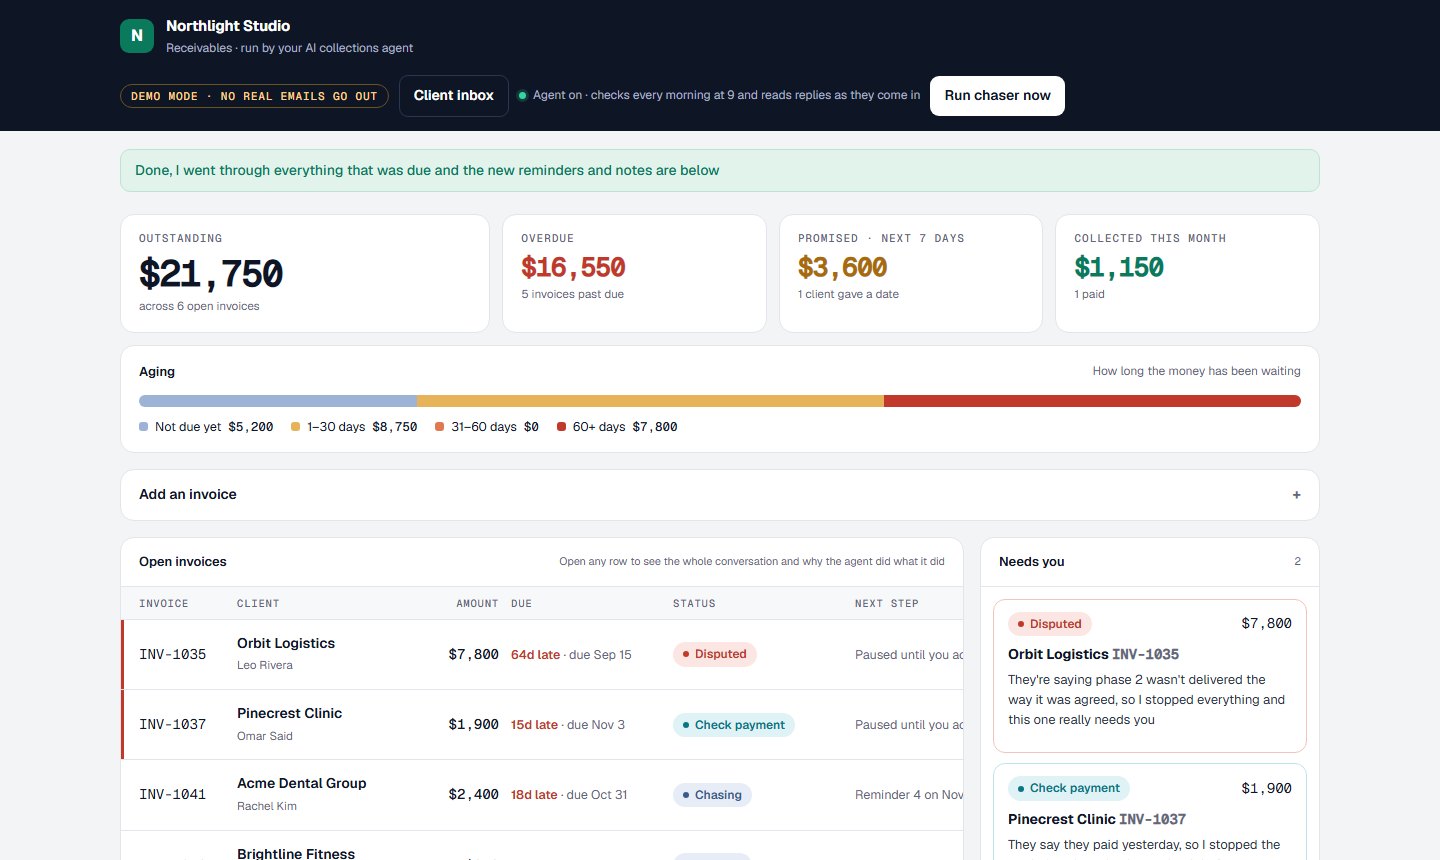 N
Northlight Studio
Receivables · run by your AI collections agent
DEMO MODE · NO REAL EMAILS GO OUT
Client inbox
Agent on · checks every morning at 9 and reads replies as they come in
Run chaser now
Done, I went through everything that was due and the new reminders and notes are below
OUTSTANDING
$21,750
across 6 open invoices
OVERDUE
$16,550
5 invoices past due
PROMISED · NEXT 7 DAYS
$3,600
1 client gave a date
COLLECTED THIS MONTH
$1,150
1 paid
Aging
How long the money has been waiting
Not due yet $5,200 1–30 days $8,750 31–60 days $0 60+ days $7,800
Add an invoice +
Open invoices
Open any row to see the whole conversation and why the agent did what it did
INVOICE CLIENT AMOUNT DUE STATUS NEXT STEP
INV-1035 Orbit Logistics $7,800 64d late · due Sep 15 Disputed Paused until you
Leo Rivera
INV-1037 Pinecrest Clinic $1,900 15d late · due Nov 3 Check payment Paused until you
Omar Said
INV-1041 Acme Dental Group $2,400 18d late · due Oct 31 Chasing Reminder 4 on Nov
Rachel Kim
Brightline Fitness
Needs you 2
Disputed $7,800
Orbit Logistics INV-1035
They're saying phase 2 wasn't delivered the
way it was agreed, so I stopped everything and
this one really needs you
Check payment $1,900
Pinecrest Clinic INV-1037
They say they paid yesterday, so I stopped the